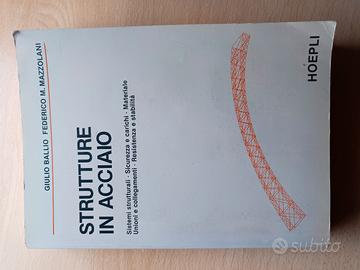 GIULIO BALLIO FEDERICO M. MAZZOLANI
STRUTTURE
IN ACCIAIO
Sistemi strutturali - Sicurezza e carichi - Materiale
Unioni e collegamenti - Resistenza e stabilità
HOEPLI
subito